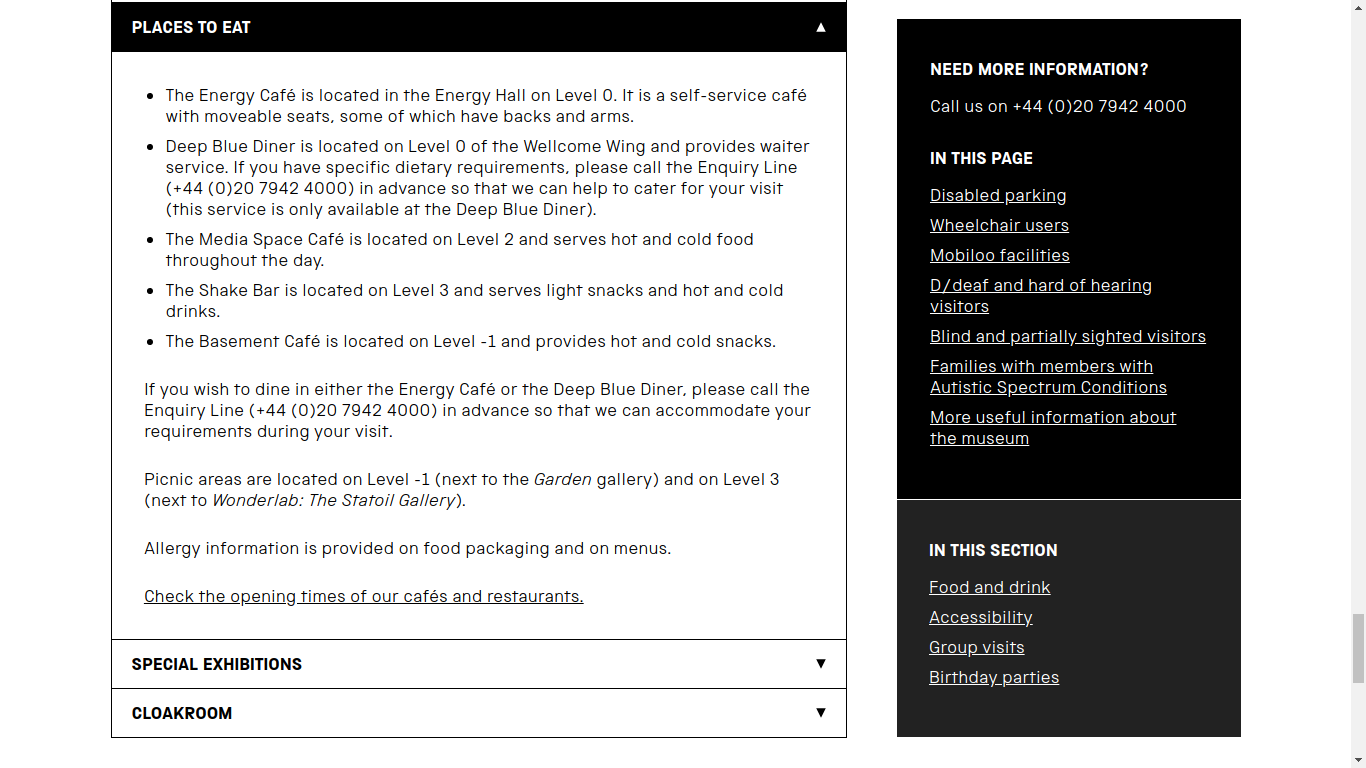 PLACES TO EAT ▲
• The Energy Café is located in the Energy Hall on Level 0. It is a self-service café
with moveable seats, some of which have backs and arms.
• Deep Blue Diner is located on Level 0 of the Wellcome Wing and provides waiter
service. If you have specific dietary requirements, please call the Enquiry Line
(+44 (0)20 7942 4000) in advance so that we can help to cater for your visit
(this service is only available at the Deep Blue Diner).
• The Media Space Café is located on Level 2 and serves hot and cold food
throughout the day.
• The Shake Bar is located on Level 3 and serves light snacks and hot and cold
drinks.
• The Basement Café is located on Level -1 and provides hot and cold snacks.
If you wish to dine in either the Energy Café or the Deep Blue Diner, please call the
Enquiry Line (+44 (0)20 7942 4000) in advance so that we can accommodate your
requirements during your visit.
Picnic areas are located on Level -1 (next to the Garden gallery) and on Level 3
(next to Wonderlab: The Statoil Gallery).
Allergy information is provided on food packaging and on menus.
Check the opening times of our cafés and restaurants.
SPECIAL EXHIBITIONS ▼
CLOAKROOM ▼
NEED MORE INFORMATION?
Call us on +44 (0)20 7942 4000
IN THIS PAGE
Disabled parking
Wheelchair users
Mobiloo facilities
D/deaf and hard of hearing
visitors
Blind and partially sighted visitors
Families with members with
Autistic Spectrum Conditions
More useful information about
the museum
IN THIS SECTION
Food and drink
Accessibility
Group visits
Birthday parties